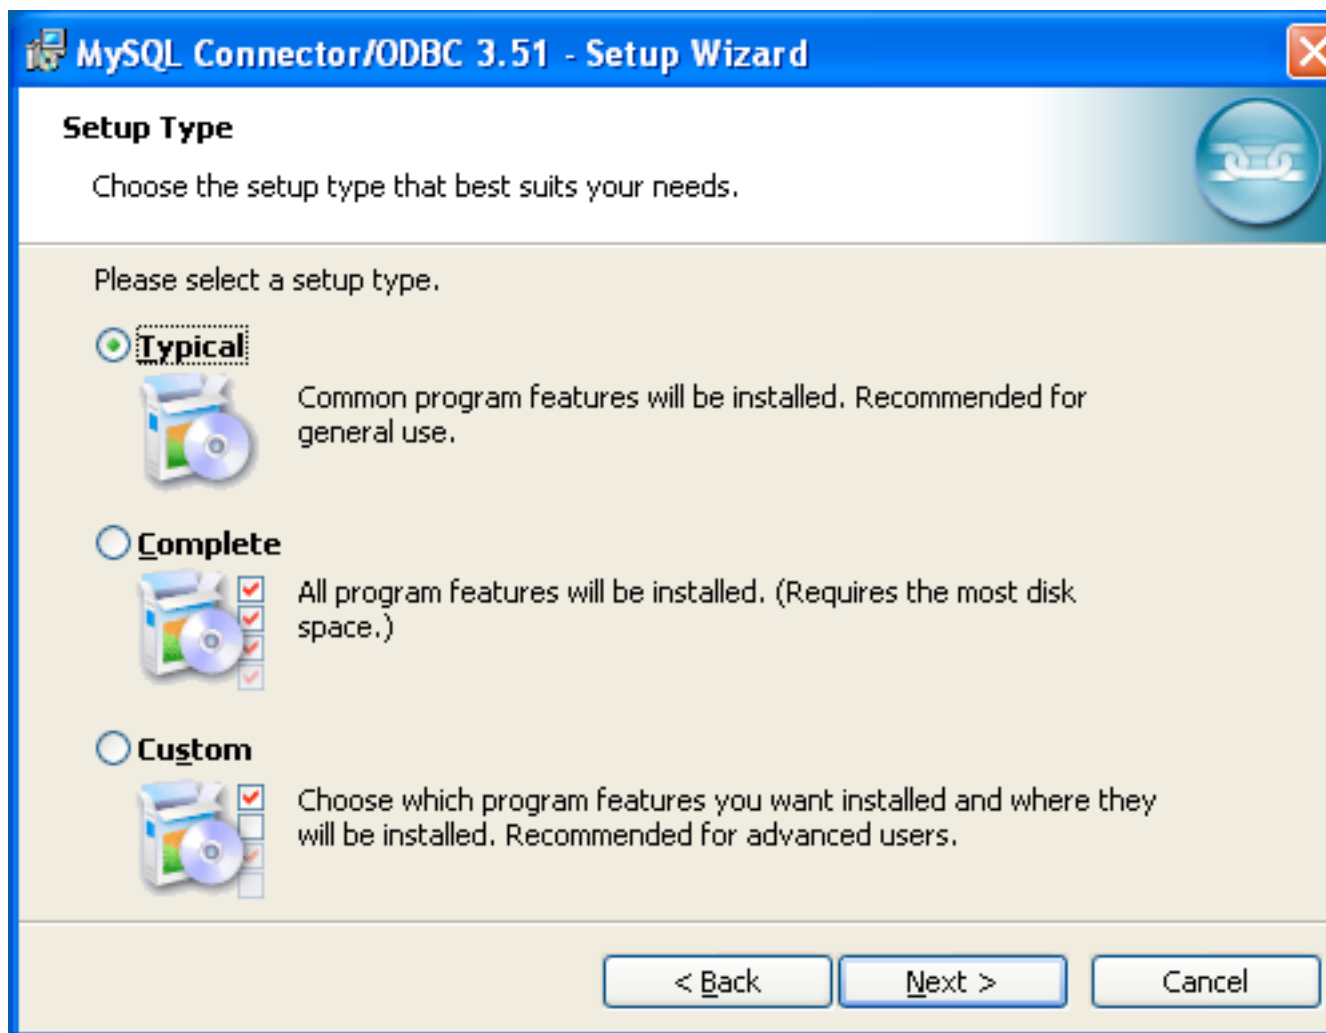 MySQL Connector/ODBC 3.51 - Setup Wizard
Setup Type
Choose the setup type that best suits your needs.
Please select a setup type.
Typical
Common program features will be installed. Recommended for
general use.
Complete
All program features will be installed. (Requires the most disk
space.)
Custom
Choose which program features you want installed and where they
will be installed. Recommended for advanced users.
< Back Next > Cancel